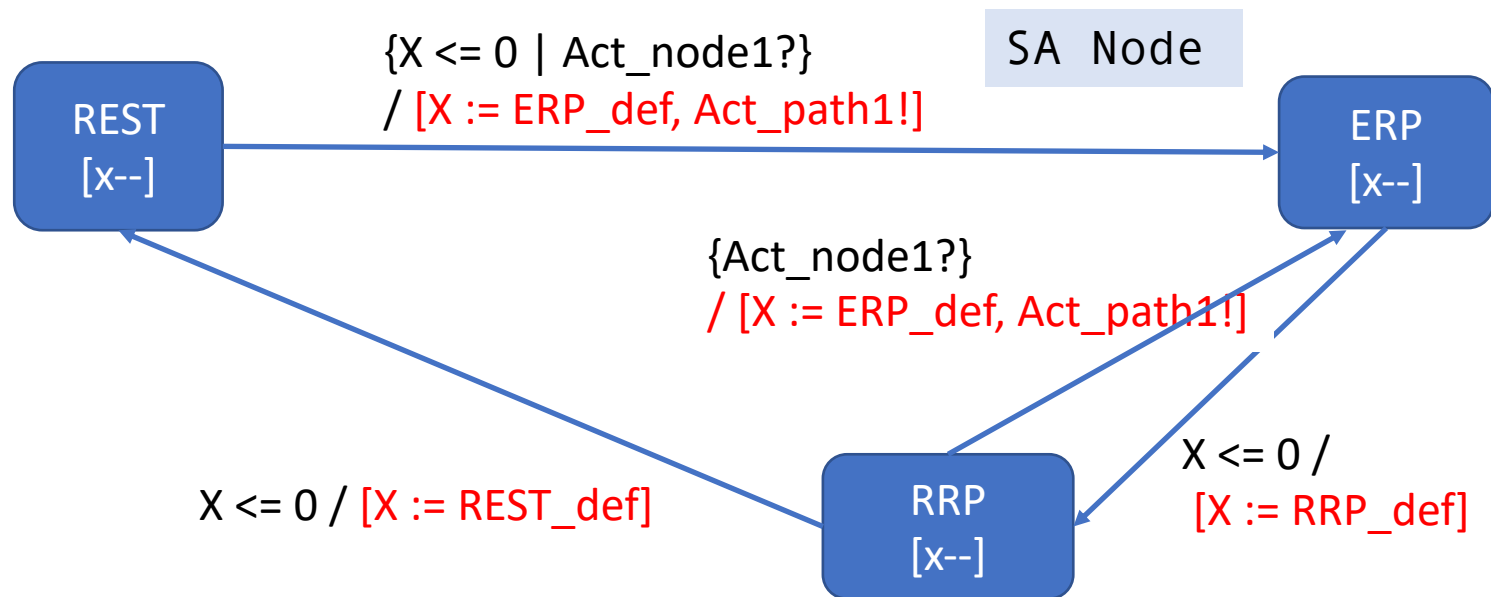 {X <= 0 | Act_node1?}
/ [X := ERP_def, Act_path1!]
SA Node
REST
[x--]
ERP
[x--]
{Act_node1?}
/ [X := ERP_def, Act_path1!]
X <= 0 /
[X := RRP_def]
X <= 0 / [X := REST_def]
RRP
[x--]